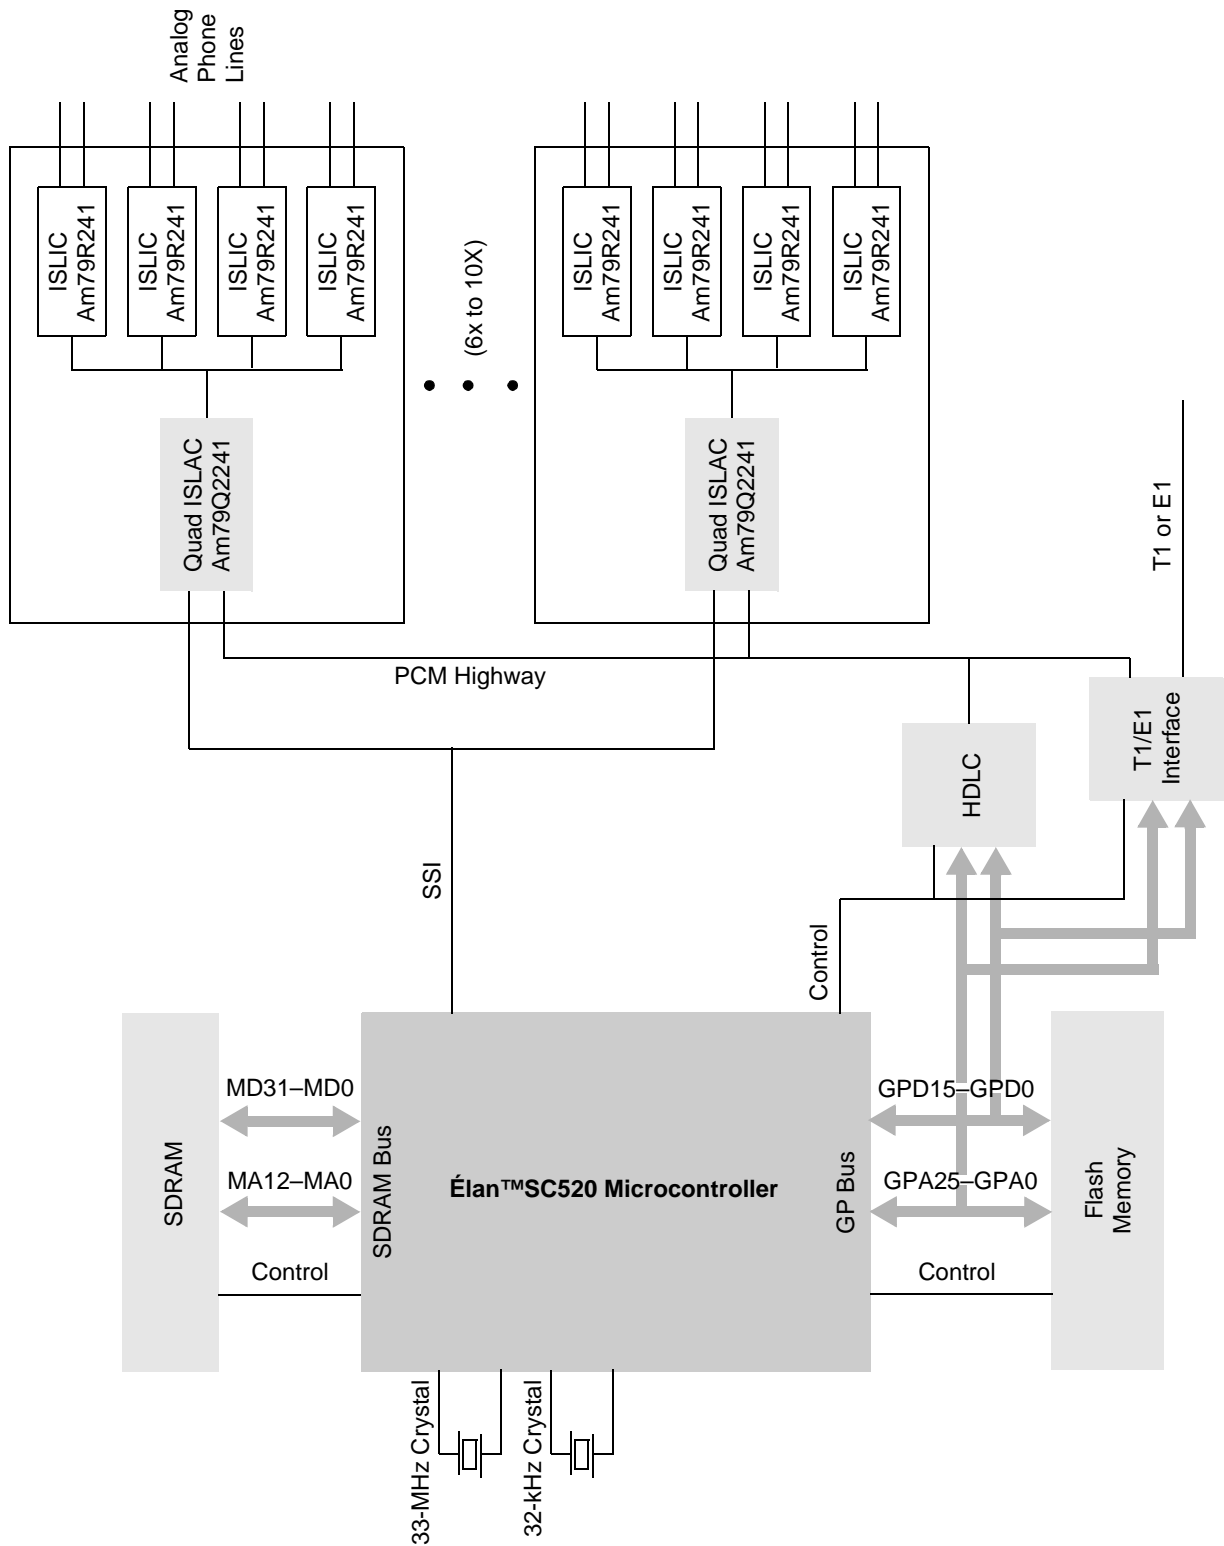 Analog
Phone
Lines
ISLIC
Am79R241
ISLIC
Am79R241
ISLIC
Am79R241
ISLIC
Am79R241
(6x to 10X)
ISLIC
Am79R241
ISLIC
Am79R241
ISLIC
Am79R241
ISLIC
Am79R241
Quad ISLAC
Am79Q2241
Quad ISLAC
Am79Q2241
T1 or E1
PCM Highway
T1/E1
Interface
HDLC
SSI
Control
SDRAM
MD31–MD0
MA12–MA0
Control
SDRAM Bus
Élan™SC520 Microcontroller
GP Bus
GPD15–GPD0
GPA25–GPA0
Control
Flash
Memory
33-MHz Crystal
32-kHz Crystal